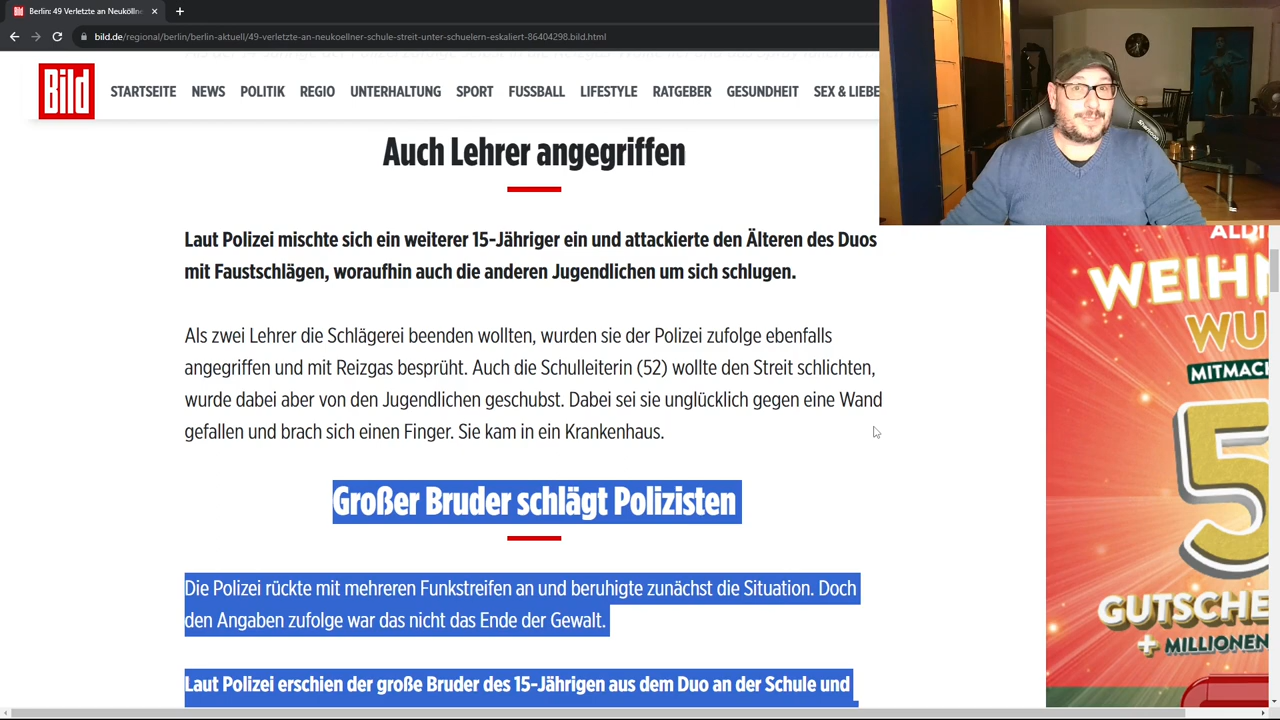 Berlin: 49 Verletzte an Neukölln
bild.de/regional/berlin/berlin-aktuell/49-verletzte-an-neukoellner-schule-streit-unter-schuelern-eskaliert-86404298.bild.html
Bild
STARTSEITE NEWS POLITIK REGIO UNTERHALTUNG SPORT FUSSBALL LIFESTYLE RATGEBER GESUNDHEIT SEX & LIEBE
Auch Lehrer angegriffen
Laut Polizei mischte sich ein weiterer 15-Jähriger ein und attackierte den Älteren des Duos
mit Faustschlägen, woraufhin auch die anderen Jugendlichen um sich schlugen.
Als zwei Lehrer die Schlägerei beenden wollten, wurden sie der Polizei zufolge ebenfalls
angegriffen und mit Reizgas besprüht. Auch die Schulleiterin (52) wollte den Streit schlichten,
wurde dabei aber von den Jugendlichen geschubst. Dabei sei sie unglücklich gegen eine Wand
gefallen und brach sich einen Finger. Sie kam in ein Krankenhaus.
Großer Bruder schlägt Polizisten
Die Polizei rückte mit mehreren Funkstreifen an und beruhigte zunächst die Situation. Doch
den Angaben zufolge war das nicht das Ende der Gewalt.
Laut Polizei erschien der große Bruder des 15-Jährigen aus dem Duo an der Schule und
ALDI
WEIHN
WU
MITMACH
5
GUTSCHE
+ MILLIONEN